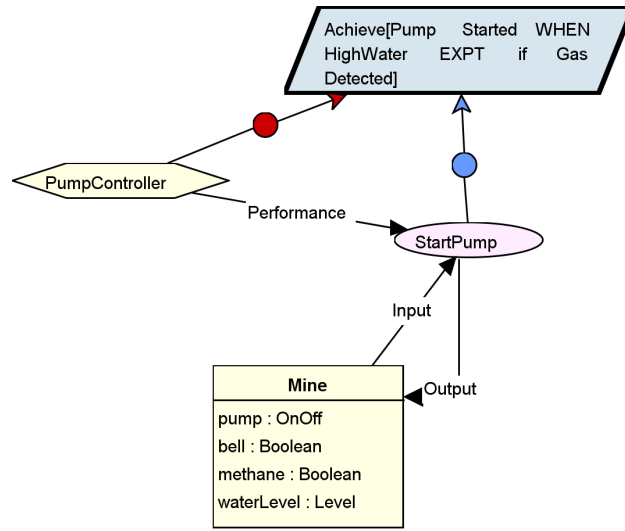 Achieve[Pump Started WHEN
HighWater EXPT if Gas
Detected]
PumpController
Performance
StartPump
Input
Output
Mine
pump : OnOff
bell : Boolean
methane : Boolean
waterLevel : Level